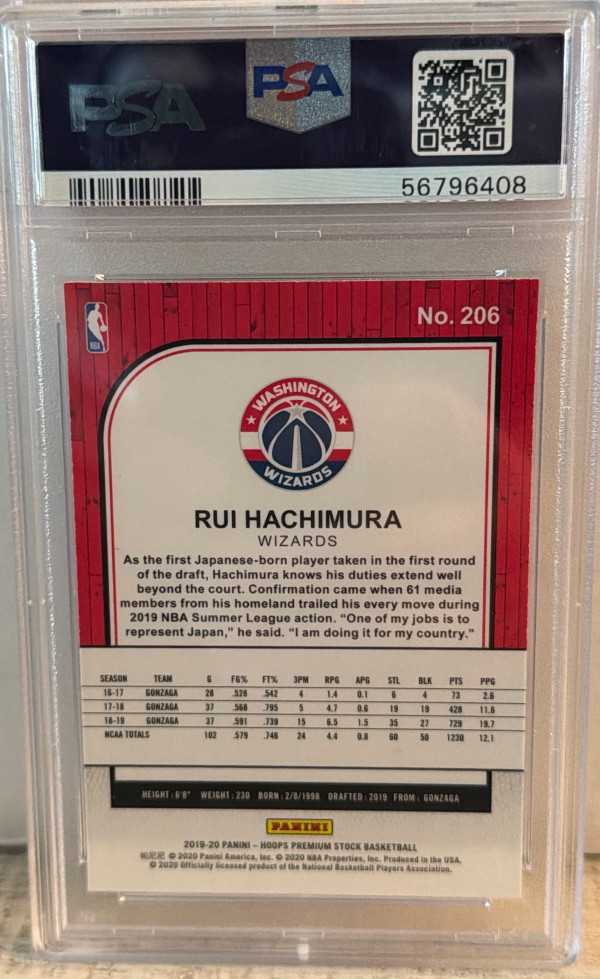 PSA
PSA
56796408
No. 206
NBA
WASHINGTON
WIZARDS
RUI HACHIMURA
WIZARDS
As the first Japanese-born player taken in the first round
of the draft, Hachimura knows his duties extend well
beyond the court. Confirmation came when 61 media
members from his homeland trailed his every move during
2019 NBA Summer League action. “One of my jobs is to
represent Japan,” he said. “I am doing it for my country.”
SEASON TEAM G FG% FT% 3PM RPG APG STL BLK PTS PPG
16-17 GONZAGA 28 .528 .542 4 1.4 0.1 6 4 73 2.6
17-18 GONZAGA 37 .568 .795 5 4.7 0.6 19 19 428 11.6
18-19 GONZAGA 37 .591 .739 15 6.5 1.5 35 27 729 19.7
NCAA TOTALS 102 .579 .746 24 4.4 0.8 60 50 1230 12.1
HEIGHT: 6'8" WEIGHT: 230 BORN: 2/8/1998 DRAFTED: 2019 FROM: GONZAGA
PANINI
2019-20 PANINI – HOOPS PREMIUM STOCK BASKETBALL
© 2020 Panini America, Inc. © 2020 NBA Properties, Inc. Produced in the USA.
© 2020 Officially licensed product of the National Basketball Players Association.